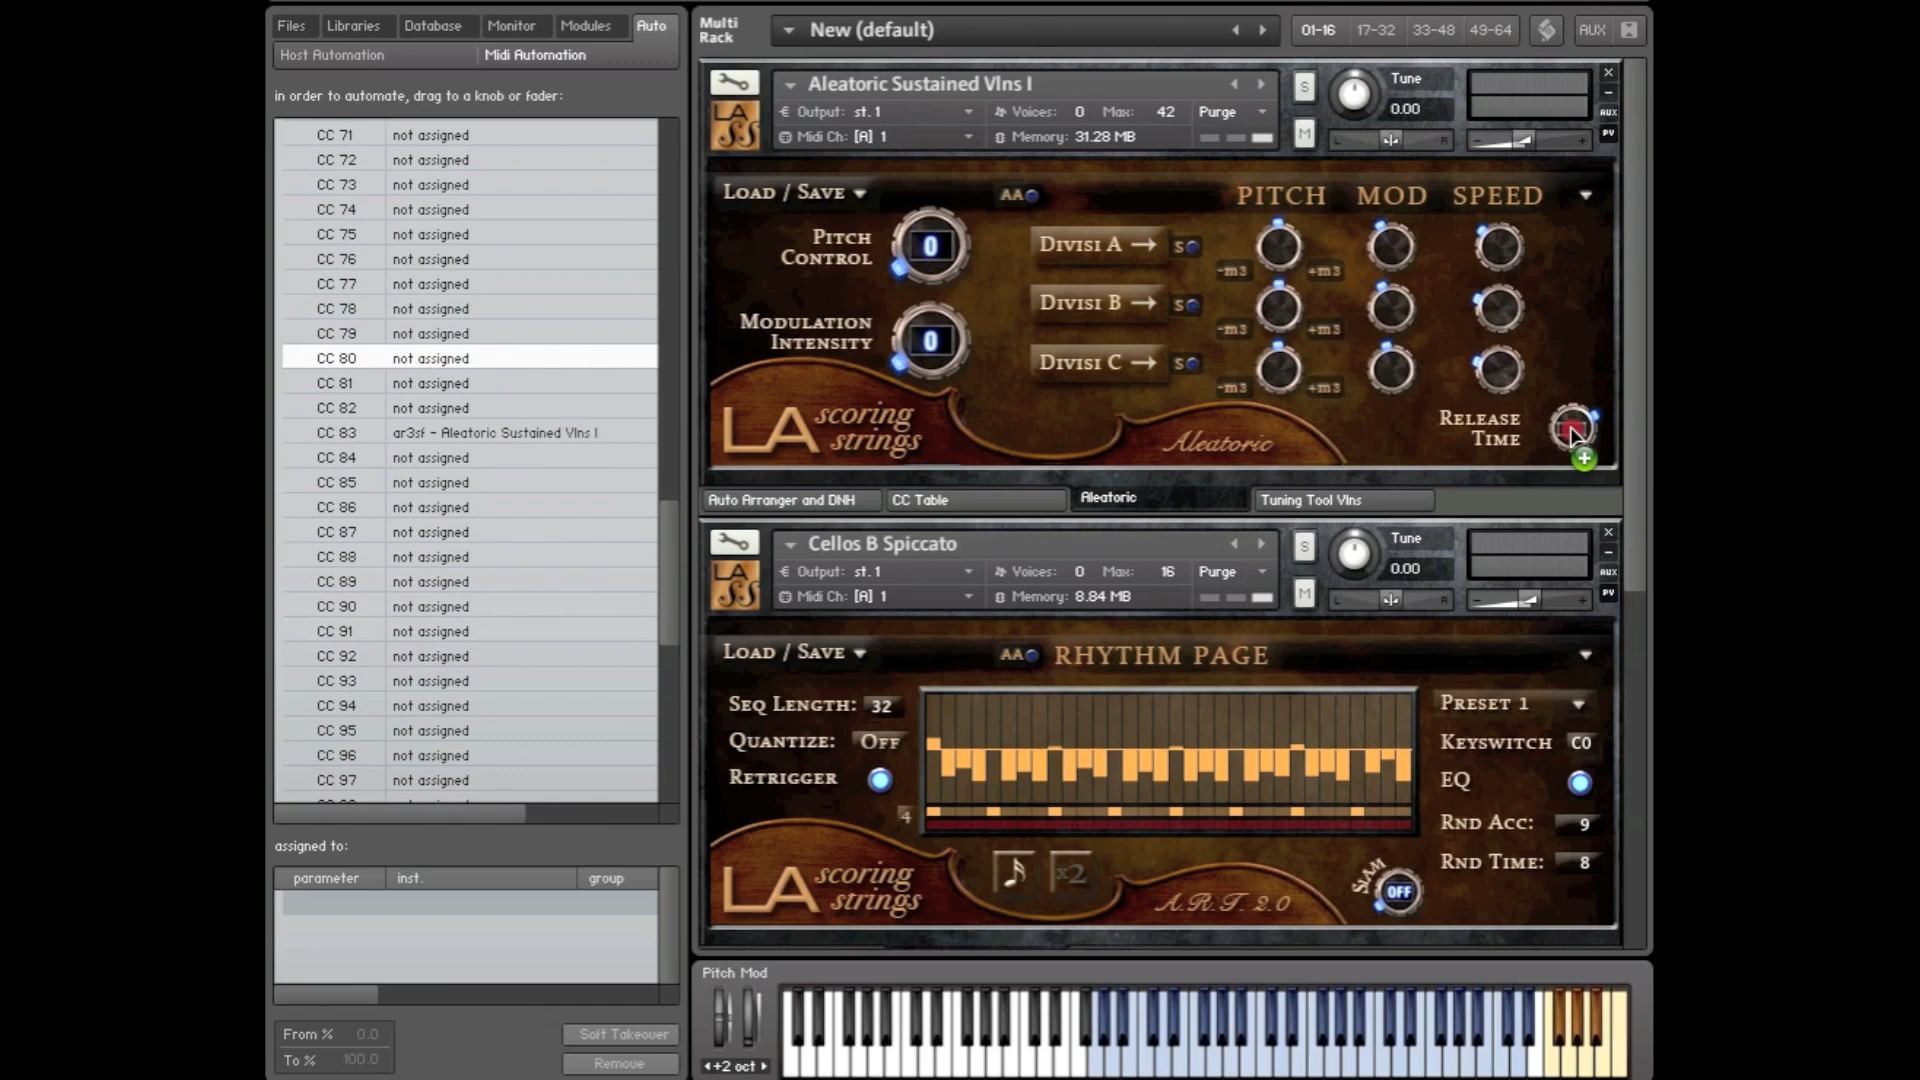 Files Libraries Database Monitor Modules Auto
Host Automation Midi Automation
in order to automate, drag to a knob or fader:
CC 71 not assigned
CC 72 not assigned
CC 73 not assigned
CC 74 not assigned
CC 75 not assigned
CC 76 not assigned
CC 77 not assigned
CC 78 not assigned
CC 79 not assigned
CC 80 not assigned
CC 81 not assigned
CC 82 not assigned
CC 83 ar3sf - Aleatoric Sustained Vlns I
CC 84 not assigned
CC 85 not assigned
CC 86 not assigned
CC 87 not assigned
CC 88 not assigned
CC 89 not assigned
CC 90 not assigned
CC 91 not assigned
CC 92 not assigned
CC 93 not assigned
CC 94 not assigned
CC 95 not assigned
CC 96 not assigned
CC 97 not assigned
assigned to:
parameter inst. group
From % 0.0
To % 100.0
Soft Takeover
Remove
Multi Rack
New (default)
01-16 17-32 33-48 49-64 AUX
Aleatoric Sustained Vlns I
Output: st.1 Voices: 0 Max: 42 Purge
Midi Ch: [A] 1 Memory: 31.28 MB
S
M
Tune
0.00
L R
- +
AUX
PV
LA SS
LOAD / SAVE AA PITCH MOD SPEED
PITCH CONTROL 0
MODULATION INTENSITY 0
DIVISI A → S
-m3 +m3
DIVISI B → S
-m3 +m3
DIVISI C → S
-m3 +m3
RELEASE TIME
LA scoring strings
Aleatoric
Auto Arranger and DNH CC Table Aleatoric Tuning Tool Vlns
Cellos B Spiccato
Output: st.1 Voices: 0 Max: 16 Purge
Midi Ch: [A] 1 Memory: 8.84 MB
S
M
Tune
0.00
L R
- +
AUX
PV
LA SS
LOAD / SAVE AA RHYTHM PAGE
SEQ LENGTH: 32
QUANTIZE: OFF
RETRIGGER
4
PRESET 1
KEYSWITCH C0
EQ
RND ACC: 9
RND TIME: 8
x2
SLAM OFF
LA scoring strings
A.R.T. 2.0
Pitch Mod
+2 oct